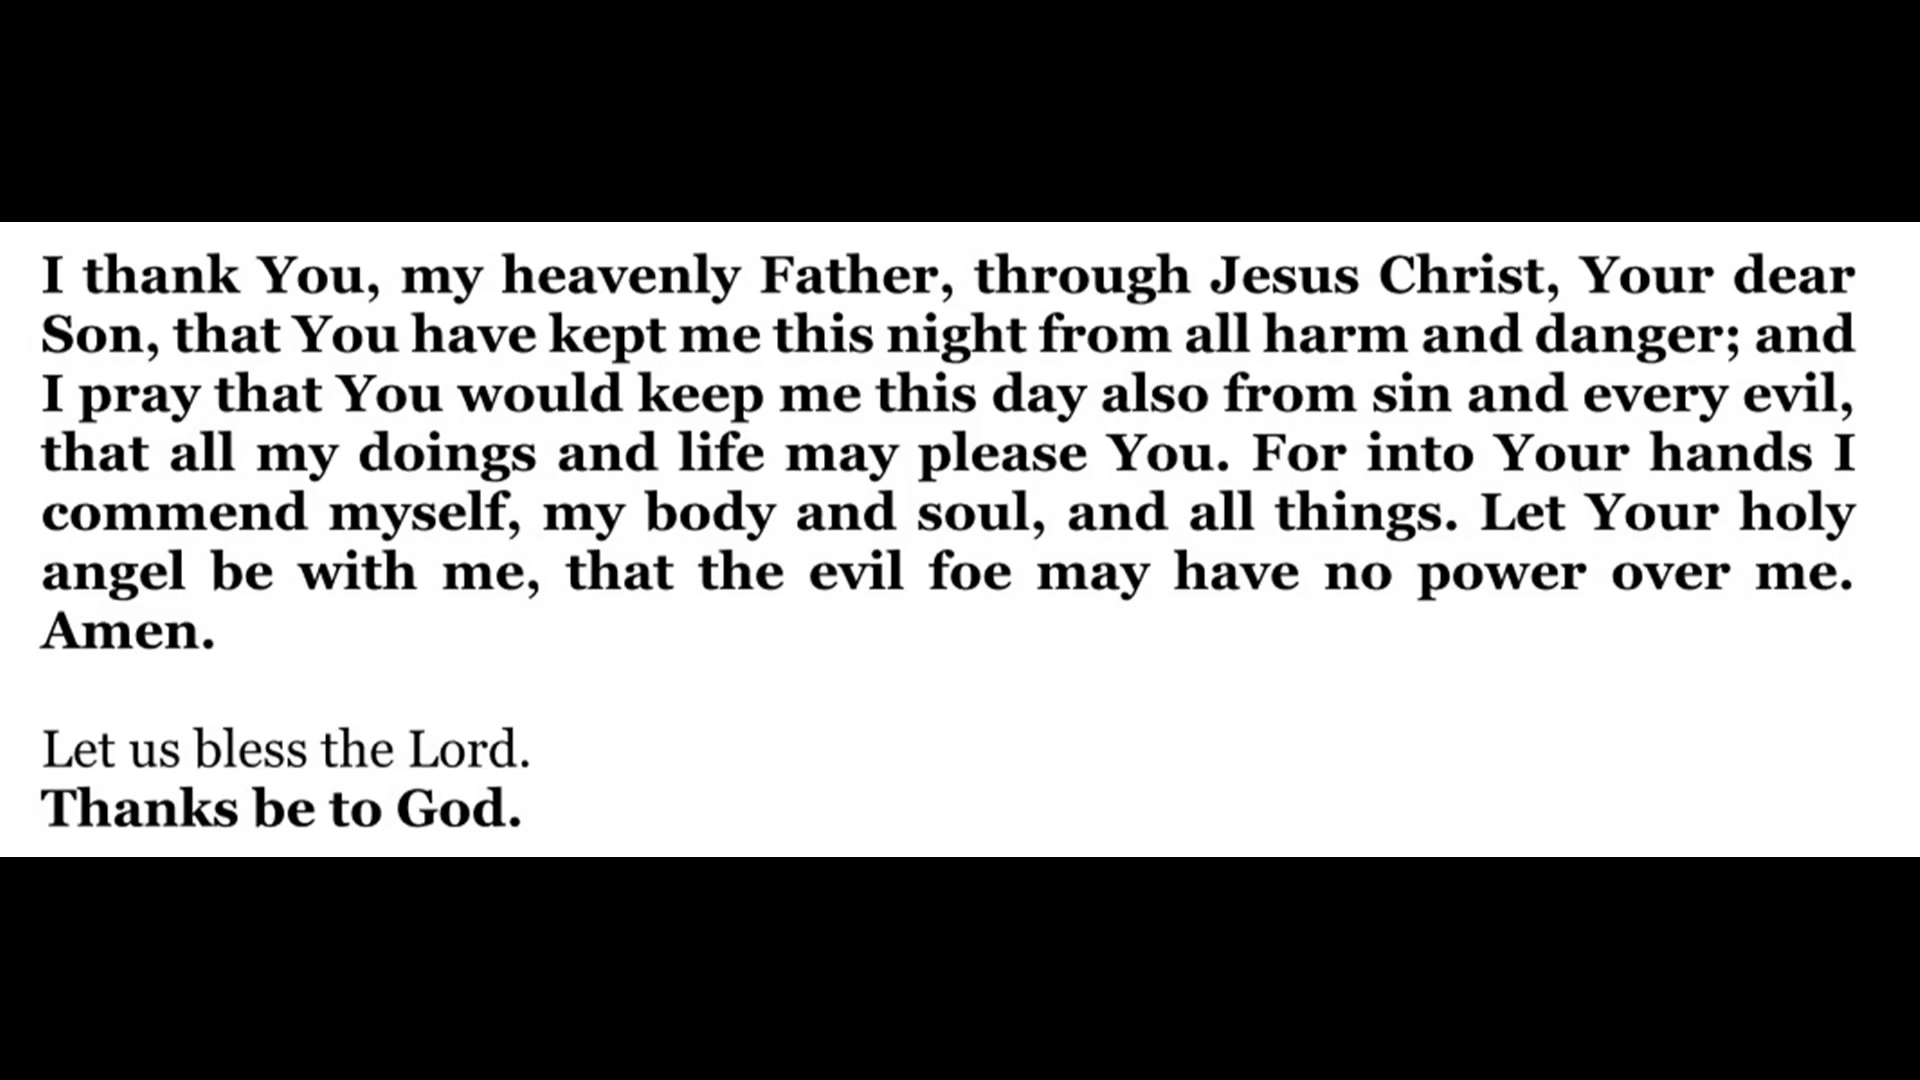 I thank You, my heavenly Father, through Jesus Christ, Your dear
Son, that You have kept me this night from all harm and danger; and
I pray that You would keep me this day also from sin and every evil,
that all my doings and life may please You. For into Your hands I
commend myself, my body and soul, and all things. Let Your holy
angel be with me, that the evil foe may have no power over me.
Amen.
Let us bless the Lord.
Thanks be to God.